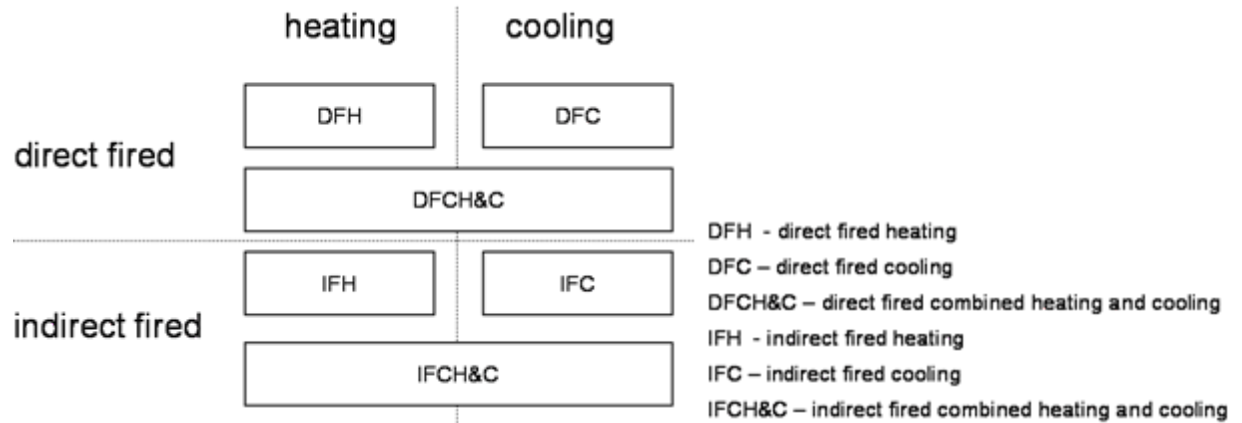 heating cooling
DFH DFC
direct fired
DFCH&C
IFH IFC
indirect fired
IFCH&C
DFH - direct fired heating
DFC – direct fired cooling
DFCH&C – direct fired combined heating and cooling
IFH - indirect fired heating
IFC – indirect fired cooling
IFCH&C – indirect fired combined heating and cooling